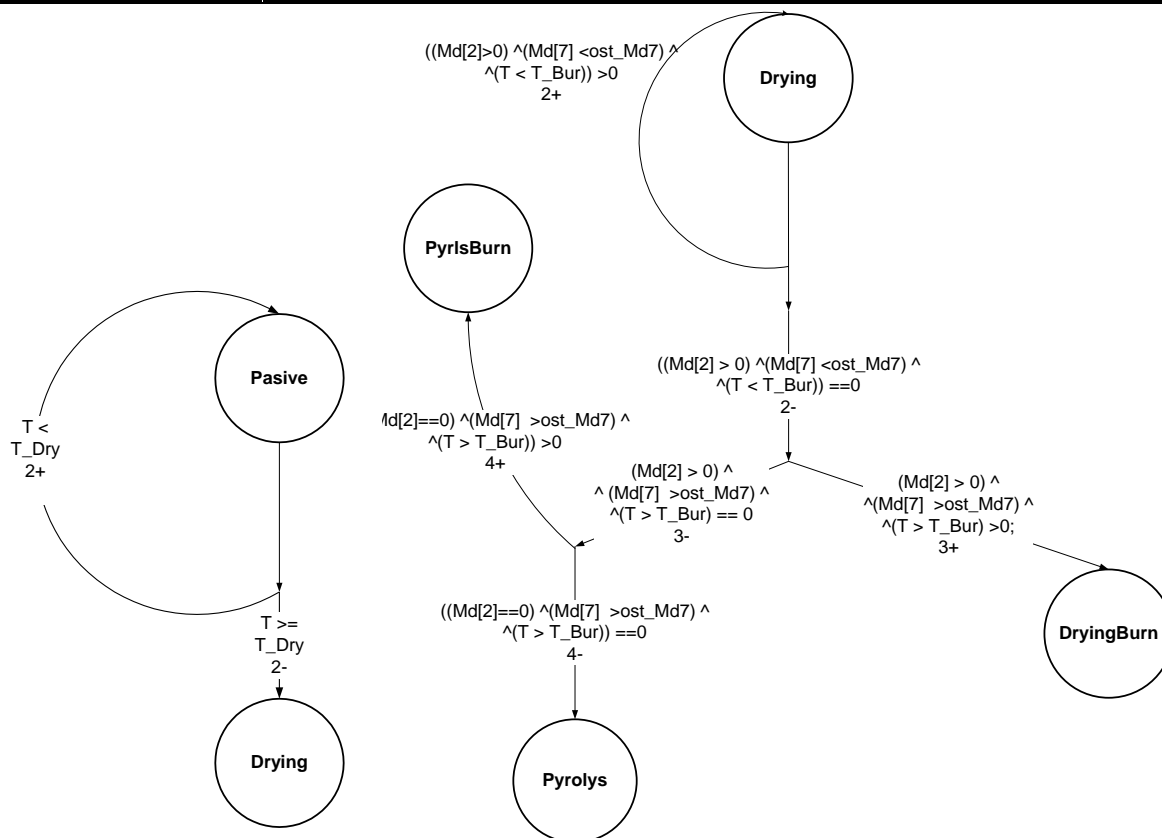 ((Md[2]>0) ^(Md[7] <ost_Md7) ^
^(T < T_Bur)) >0
2+
Drying
PyrlsBurn
Pasive
T <
T_Dry
2+
((Md[2] > 0) ^(Md[7] <ost_Md7) ^
^(T < T_Bur)) ==0
2-
Md[2]==0) ^(Md[7] >ost_Md7) ^
^(T > T_Bur)) >0
4+
(Md[2] > 0) ^
^ (Md[7] >ost_Md7) ^
^(T > T_Bur) == 0
3-
(Md[2] > 0) ^
^(Md[7] >ost_Md7) ^
^(T > T_Bur) >0;
3+
T >=
T_Dry
2-
((Md[2]==0) ^(Md[7] >ost_Md7) ^
^(T > T_Bur)) ==0
4-
DryingBurn
Drying
Pyrolys